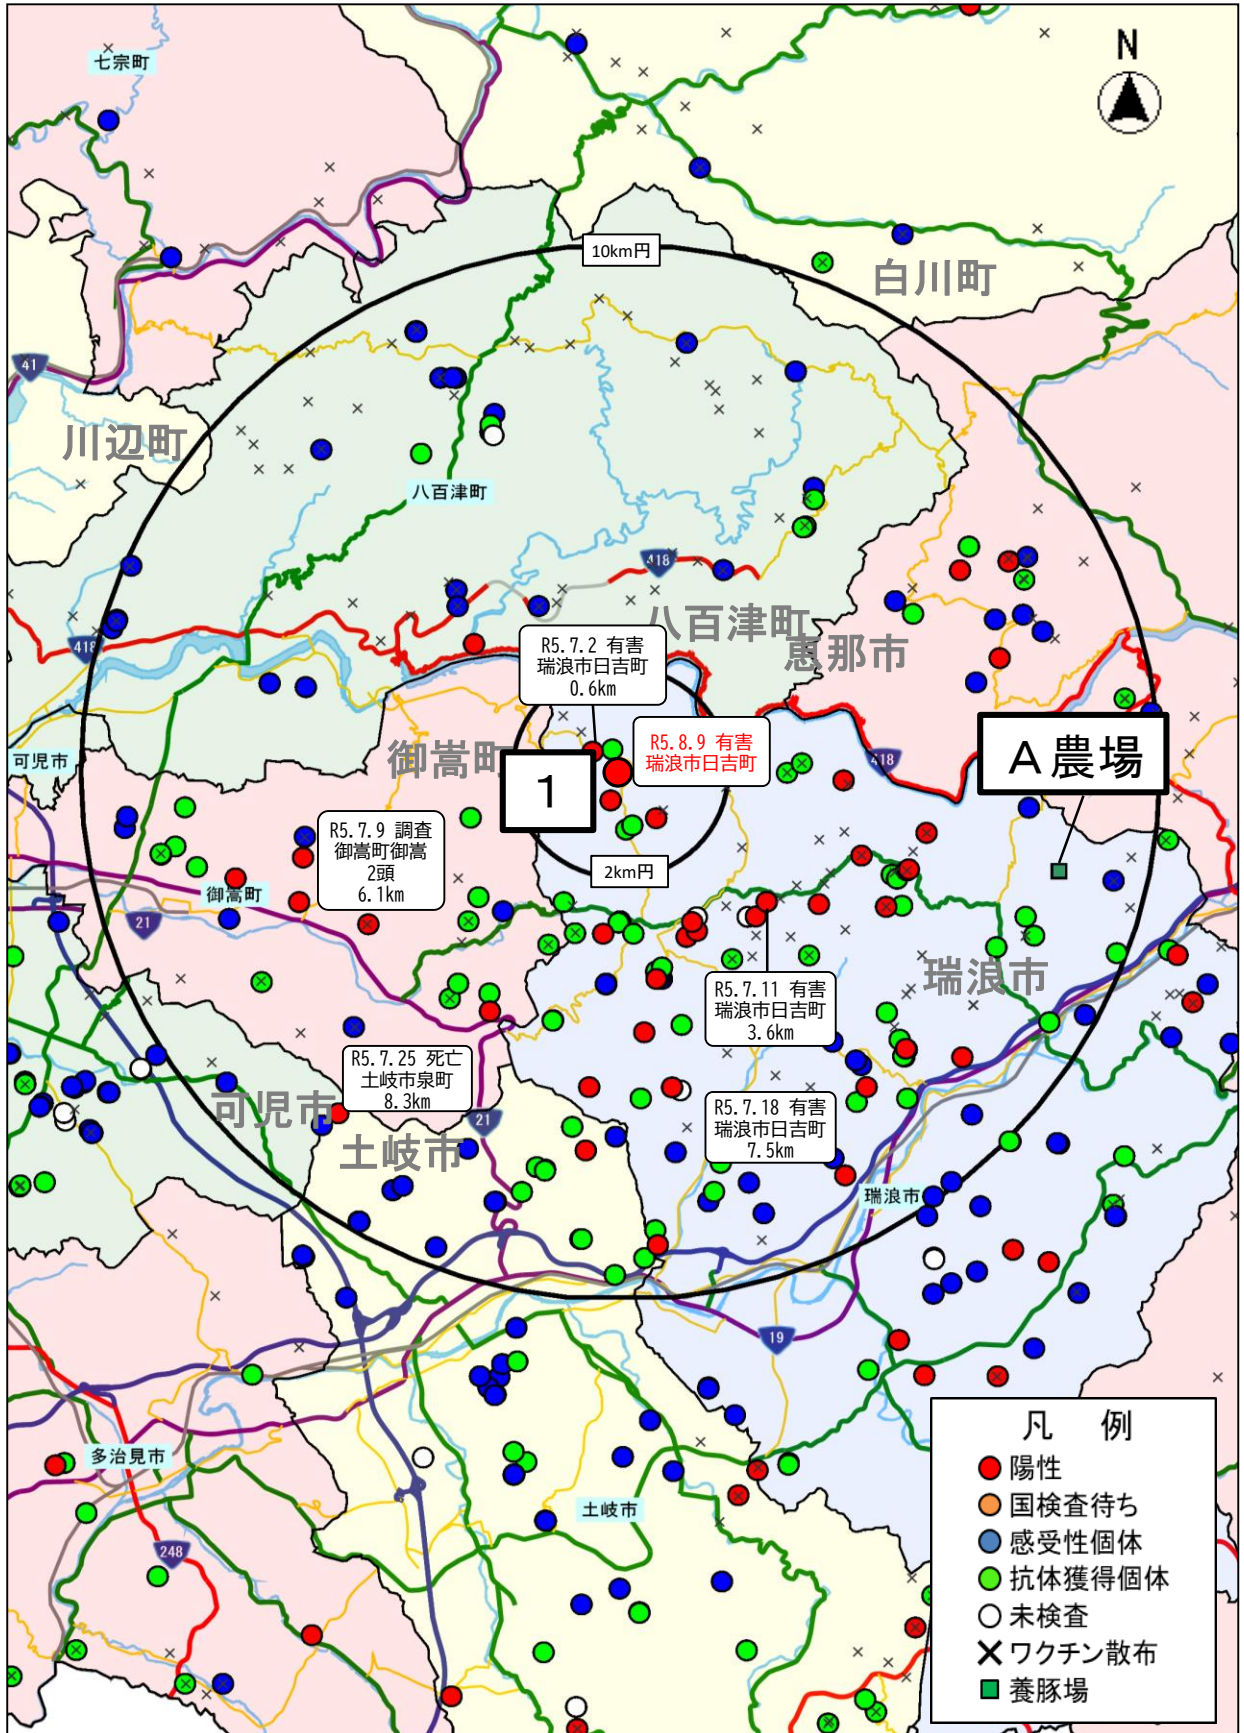 七宗町
N
10km円
白川町
41
川辺町
八百津町
418
八百津町
418
R5.7.2 有害
瑞浪市日吉町
0.6km
恵那市
御嵩町
R5.8.9 有害
瑞浪市日吉町
418
A農場
可児市
1
R5.7.9 調査
御嵩町御嵩
2頭
6.1km
2km円
御嵩町
21
瑞浪市
R5.7.11 有害
瑞浪市日吉町
3.6km
R5.7.25 死亡
土岐市泉町
8.3km
可児市
21
R5.7.18 有害
瑞浪市日吉町
7.5km
土岐市
瑞浪市
19
多治見市
土岐市
248
凡 例
陽性
国検査待ち
感受性個体
抗体獲得個体
未検査
ワクチン散布
養豚場